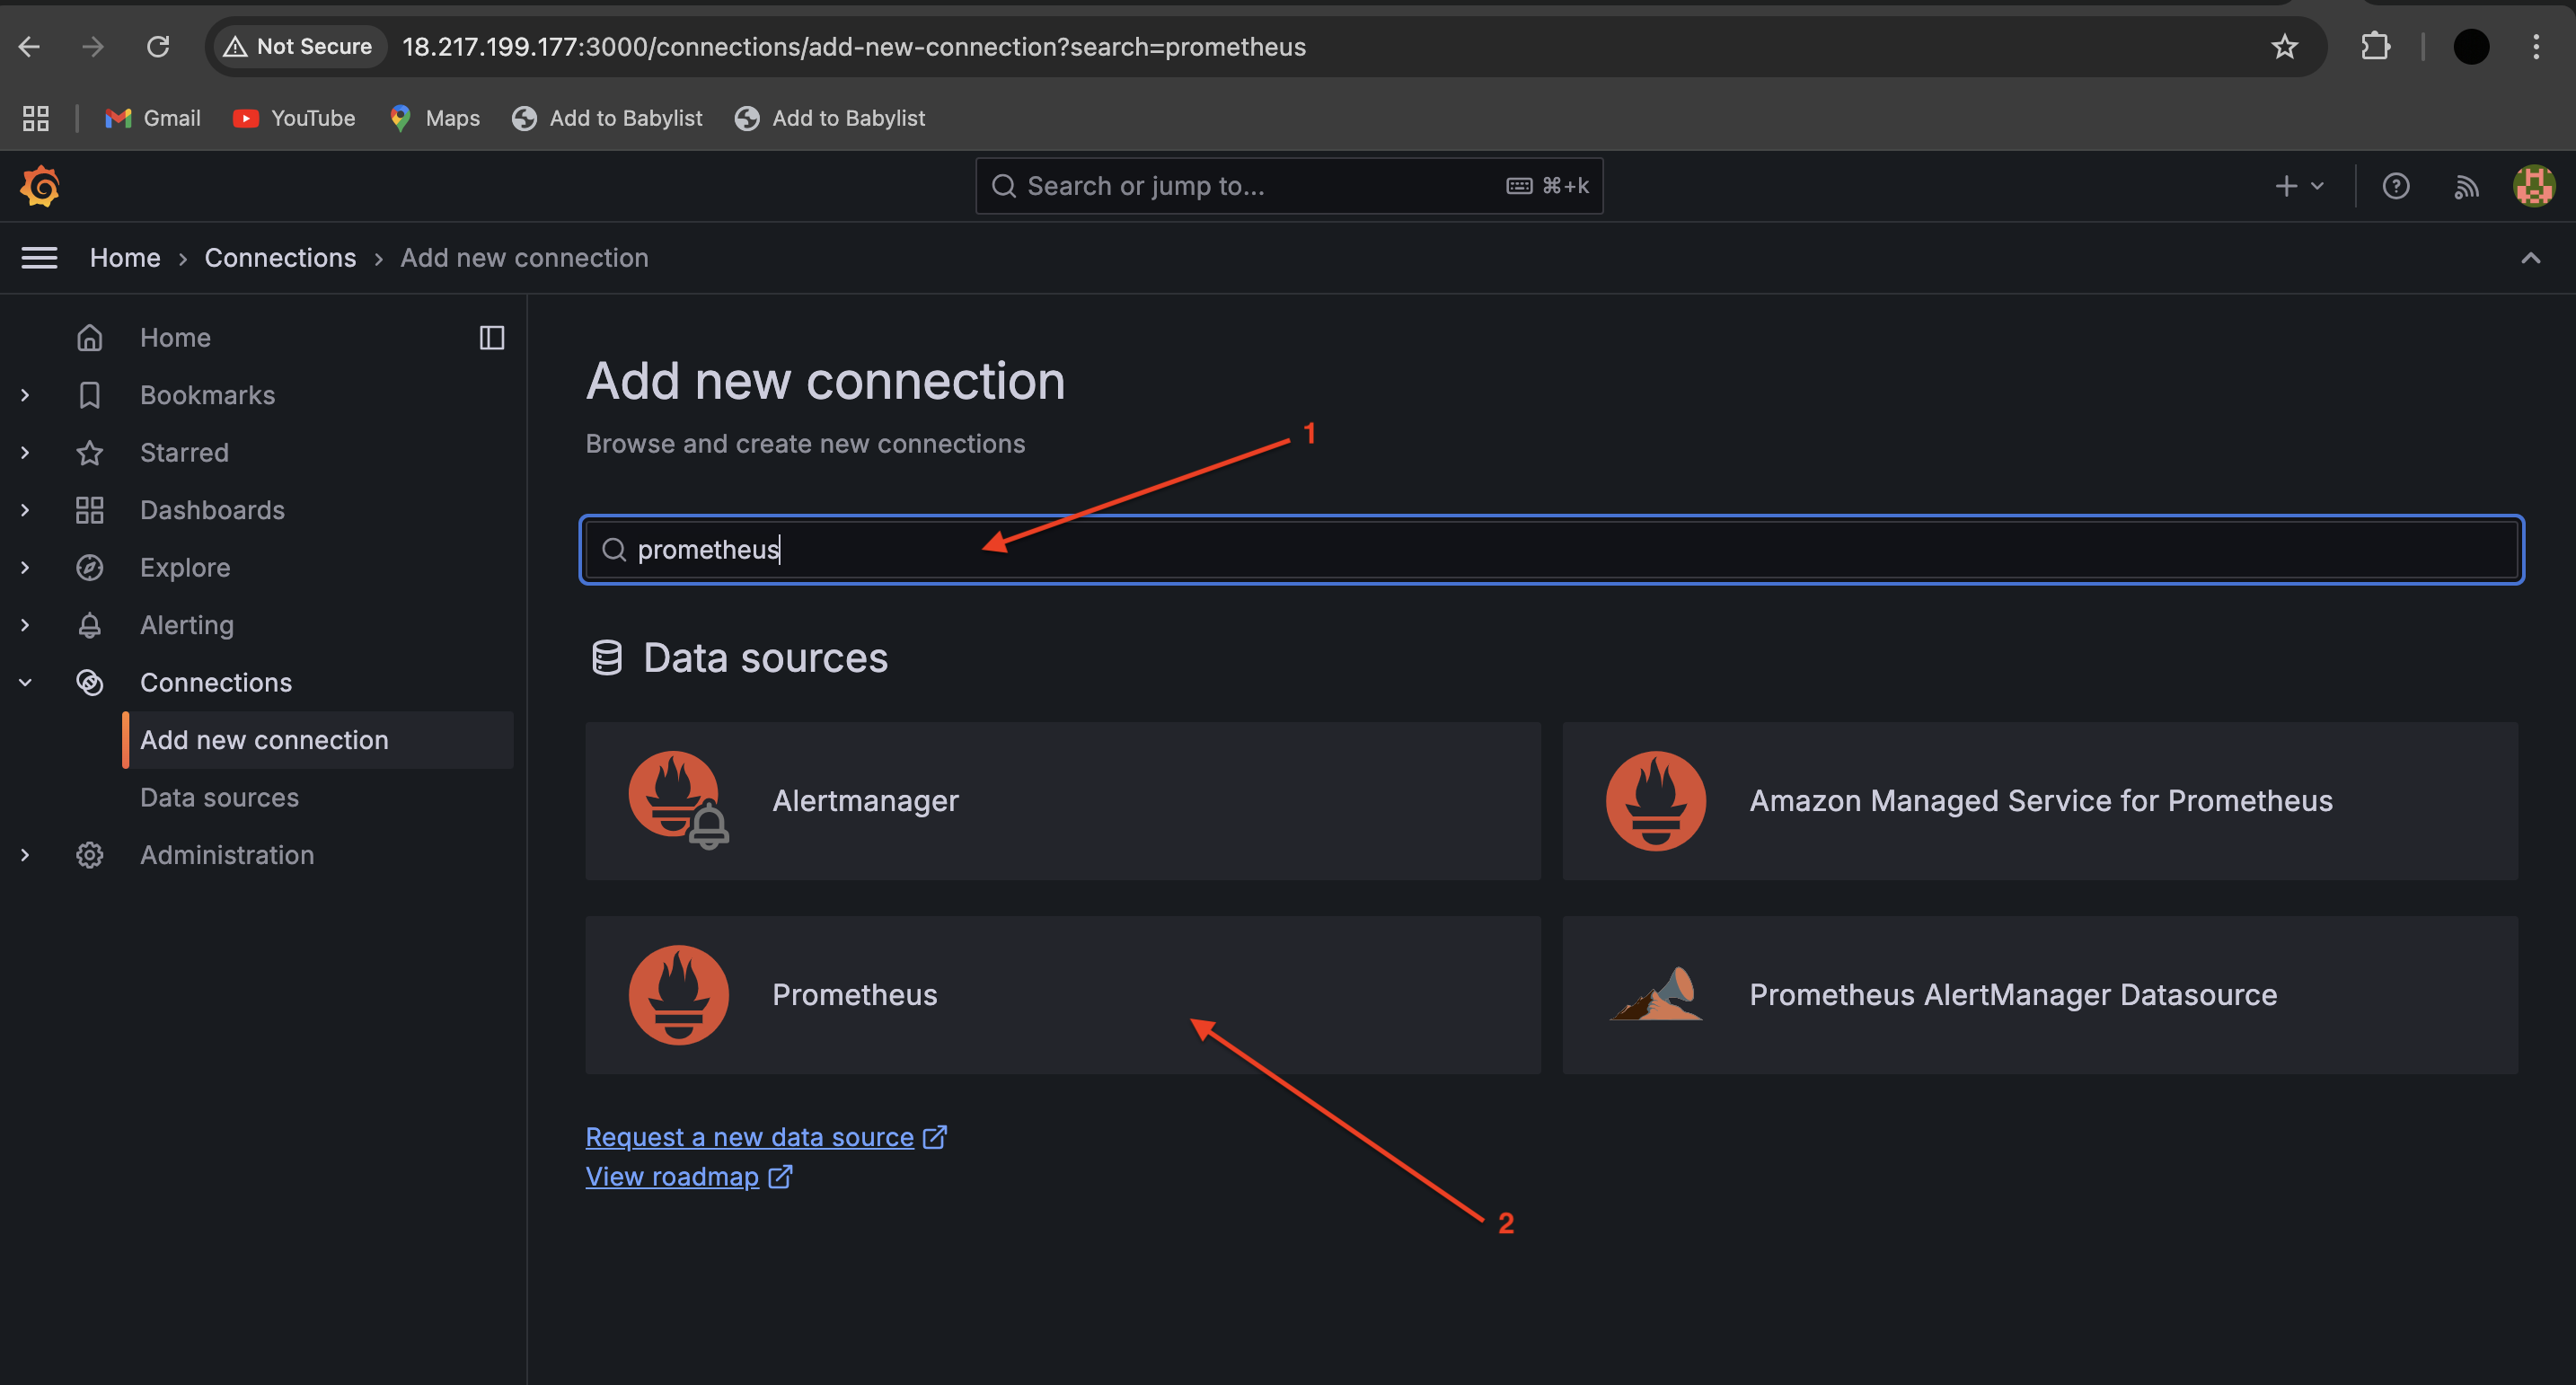 Not Secure 18.217.199.177:3000/connections/add-new-connection?search=prometheus
Gmail YouTube Maps Add to Babylist Add to Babylist
Search or jump to... ⌘+k
Home › Connections › Add new connection
Home
Bookmarks
Starred
Dashboards
Explore
Alerting
Connections
Add new connection
Data sources
Administration
Add new connection
Browse and create new connections
1
prometheus
Data sources
Alertmanager
Amazon Managed Service for Prometheus
Prometheus
Prometheus AlertManager Datasource
Request a new data source
View roadmap
2